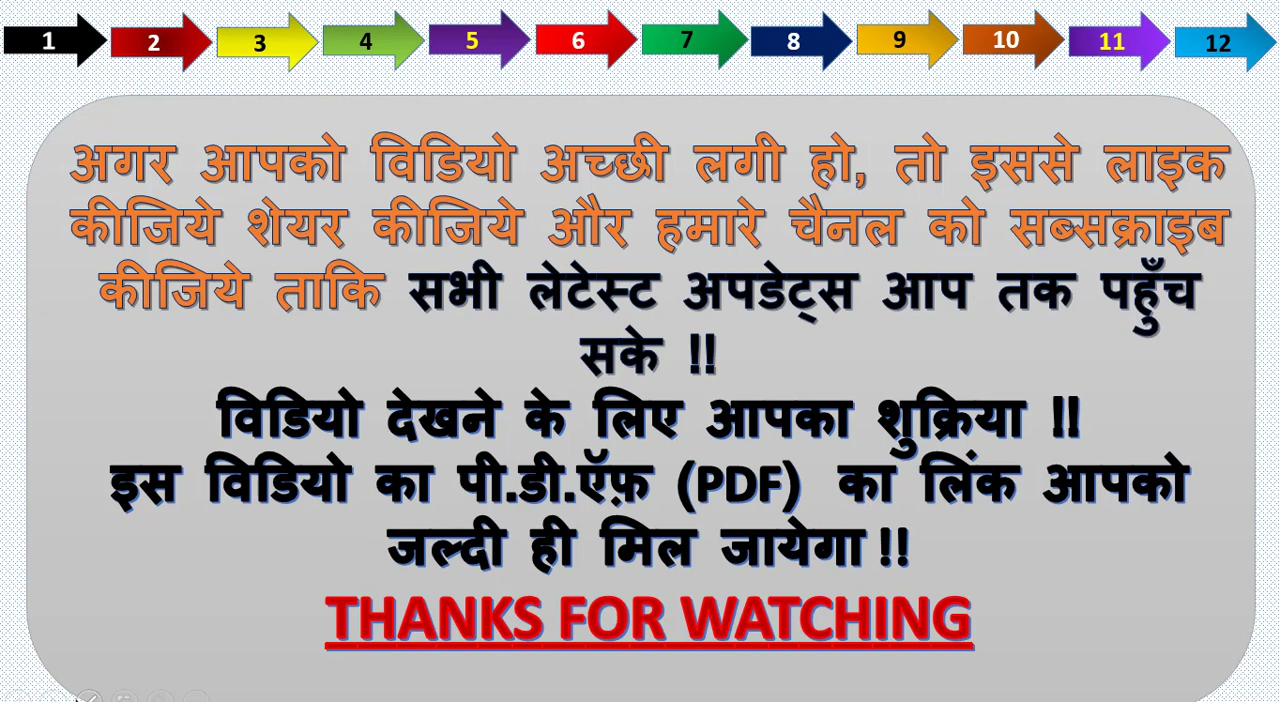 1 2 3 4 5 6 7 8 9 10 11 12
अगर आपको विडियो अच्छी लगी हो, तो इससे लाइक
कीजिये शेयर कीजिये और हमारे चैनल को सब्सक्राइब
कीजिये ताकि सभी लेटेस्ट अपडेट्स आप तक पहुँच
सके !!
विडियो देखने के लिए आपका शुक्रिया !!
इस विडियो का पी.डी.ऍफ़ (PDF) का लिंक आपको
जल्दी ही मिल जायेगा !!
THANKS FOR WATCHING